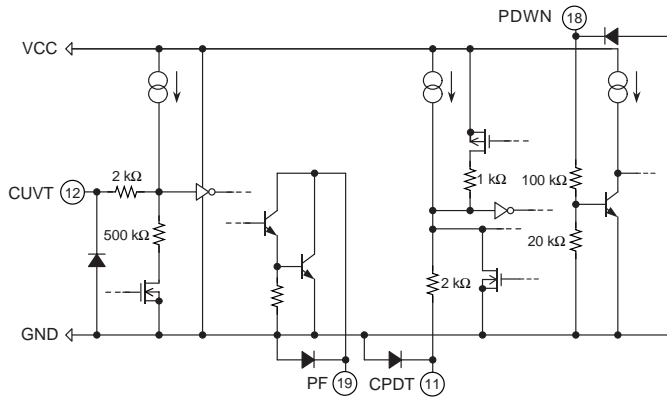 PDWN 18
VCC
2 kΩ
CUVT 12
1 kΩ
100 kΩ
500 kΩ
20 kΩ
2 kΩ
GND
PF 19
CPDT 11